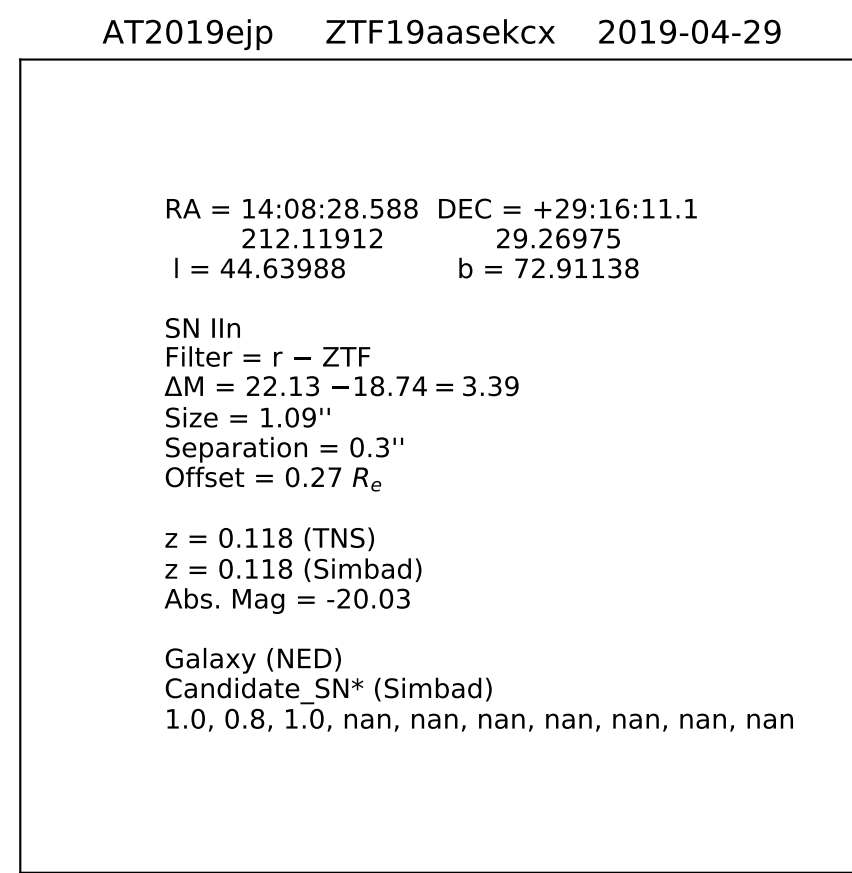 AT2019ejp ZTF19aasekcx 2019-04-29
RA = 14:08:28.588 DEC = +29:16:11.1
212.11912 29.26975
l = 44.63988 b = 72.91138
SN IIn
Filter = r − ZTF
ΔM = 22.13 −18.74 = 3.39
Size = 1.09''
Separation = 0.3''
Offset = 0.27 Rₑ
z = 0.118 (TNS)
z = 0.118 (Simbad)
Abs. Mag = -20.03
Galaxy (NED)
Candidate_SN* (Simbad)
1.0, 0.8, 1.0, nan, nan, nan, nan, nan, nan, nan